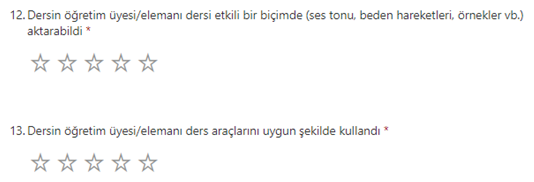 12. Dersin öğretim üyesi/elemanı dersi etkili bir biçimde (ses tonu, beden hareketleri, örnekler vb.)
aktarabildi *
13. Dersin öğretim üyesi/elemanı ders araçlarını uygun şekilde kullandı *